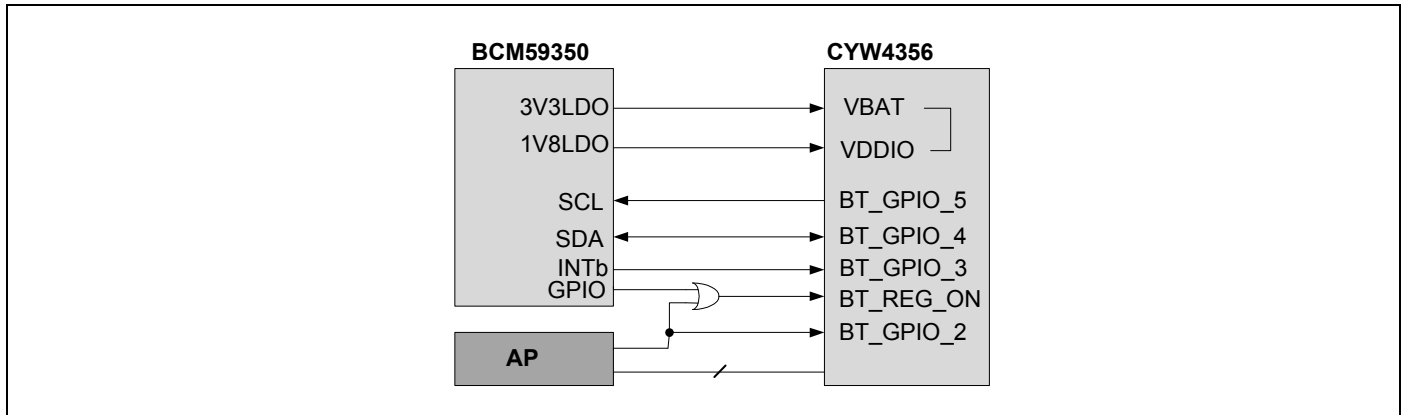 BCM59350
CYW4356
3V3LDO
VBAT
1V8LDO
VDDIO
SCL
BT_GPIO_5
SDA
BT_GPIO_4
INTb
BT_GPIO_3
GPIO
BT_REG_ON
BT_GPIO_2
AP